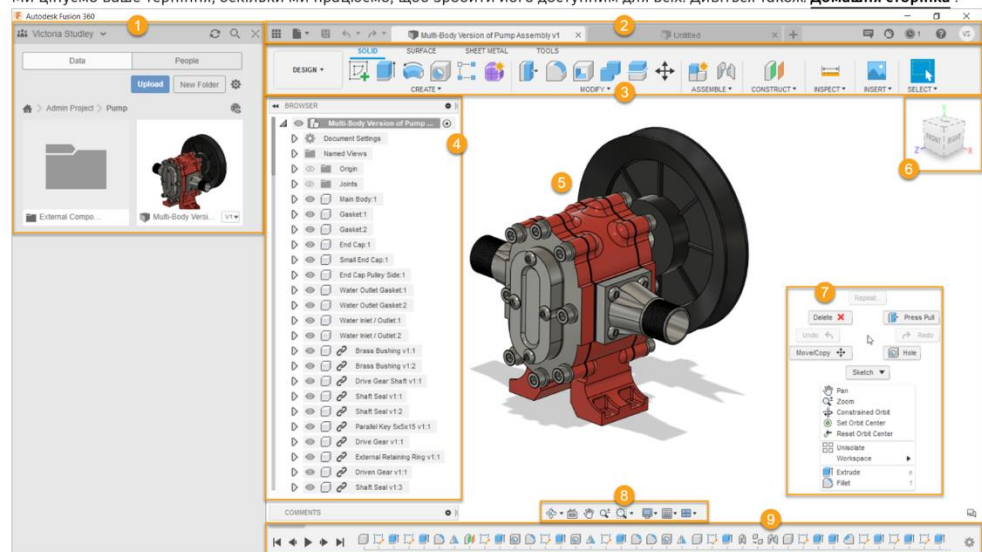 Autodesk Fusion 360
1
Victoria Studley
Data People
Upload New Folder
Admin Project > Pump
External Compo...
Multi-Body Versi... V1
2
Multi-Body Version of Pump Assembly v1
Untitled
1
VS
SOLID SURFACE SHEET METAL TOOLS
DESIGN
CREATE MODIFY ASSEMBLE CONSTRUCT INSPECT INSERT SELECT
3
BROWSER
4
Multi-Body Version of Pump ...
Document Settings
Named Views
Origin
Joints
Main Body:1
Gasket:1
Gasket:2
End Cap:1
Small End Cap:1
End Cap Pulley Side:1
Water Outlet Gasket:1
Water Outlet Gasket:2
Water Inlet / Outlet:1
Water Inlet / Outlet:2
Brass Bushing v1:1
Brass Bushing v1:2
Drive Gear Shaft v1:1
Shaft Seal v1:1
Shaft Seal v1:2
Parallel Key 5x5x15 v1:1
Drive Gear v1:1
External Retaining Ring v1:1
Driven Gear v1:1
Shaft Seal v1:3
COMMENTS
5
FRONT RIGHT
Z X
6
7
Repeat...
Delete Press Pull
Undo Redo
Move/Copy Hole
Sketch
Pan
Zoom
Constrained Orbit
Set Orbit Center
Reset Orbit Center
Unisolate
Workspace
Extrude e
Fillet f
8
9